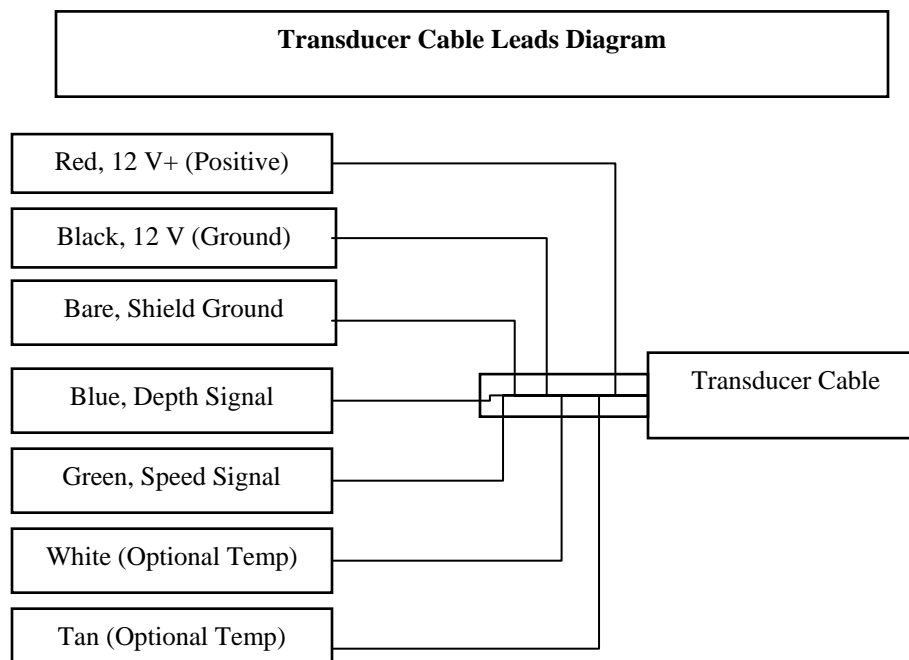 Transducer Cable Leads Diagram
Red, 12 V+ (Positive)
Black, 12 V (Ground)
Bare, Shield Ground
Blue, Depth Signal
Transducer Cable
Green, Speed Signal
White (Optional Temp)
Tan (Optional Temp)